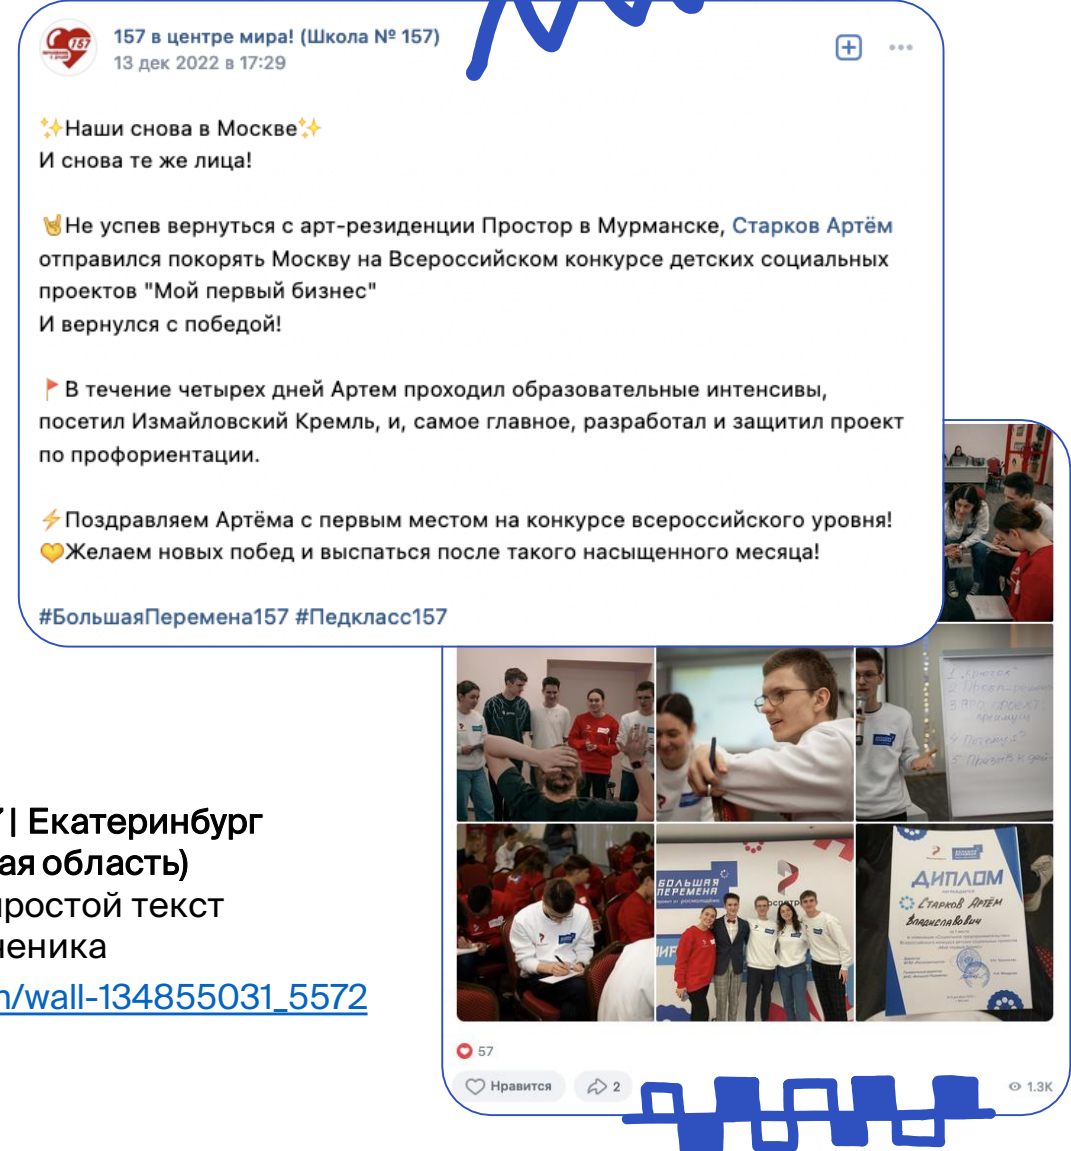 157 в центре мира! (Школа № 157)
13 дек 2022 в 17:29
✨Наши снова в Москве✨
И снова те же лица!
🤘Не успев вернуться с арт-резиденции Простор в Мурманске, Старков Артём
отправился покорять Москву на Всероссийском конкурсе детских социальных
проектов "Мой первый бизнес"
И вернулся с победой!
🚩В течение четырех дней Артем проходил образовательные интенсивы,
посетил Измайловский Кремль, и, самое главное, разработал и защитил проект
по профориентации.
⚡Поздравляем Артёма с первым местом на конкурсе всероссийского уровня!
💛Желаем новых побед и выспаться после такого насыщенного месяца!
#БольшаяПеремена157 #Педкласс157
| Екатеринбург
ая область)
простой текст
ченика
n/wall-134855031_5572
БОЛЬШАЯ
ПЕРЕМЕНА
ДИПЛОМ
СТАРКОВ АРТЁМ
ВЛАДИСЛАВОВИЧ
57
Нравится
2
1.3K